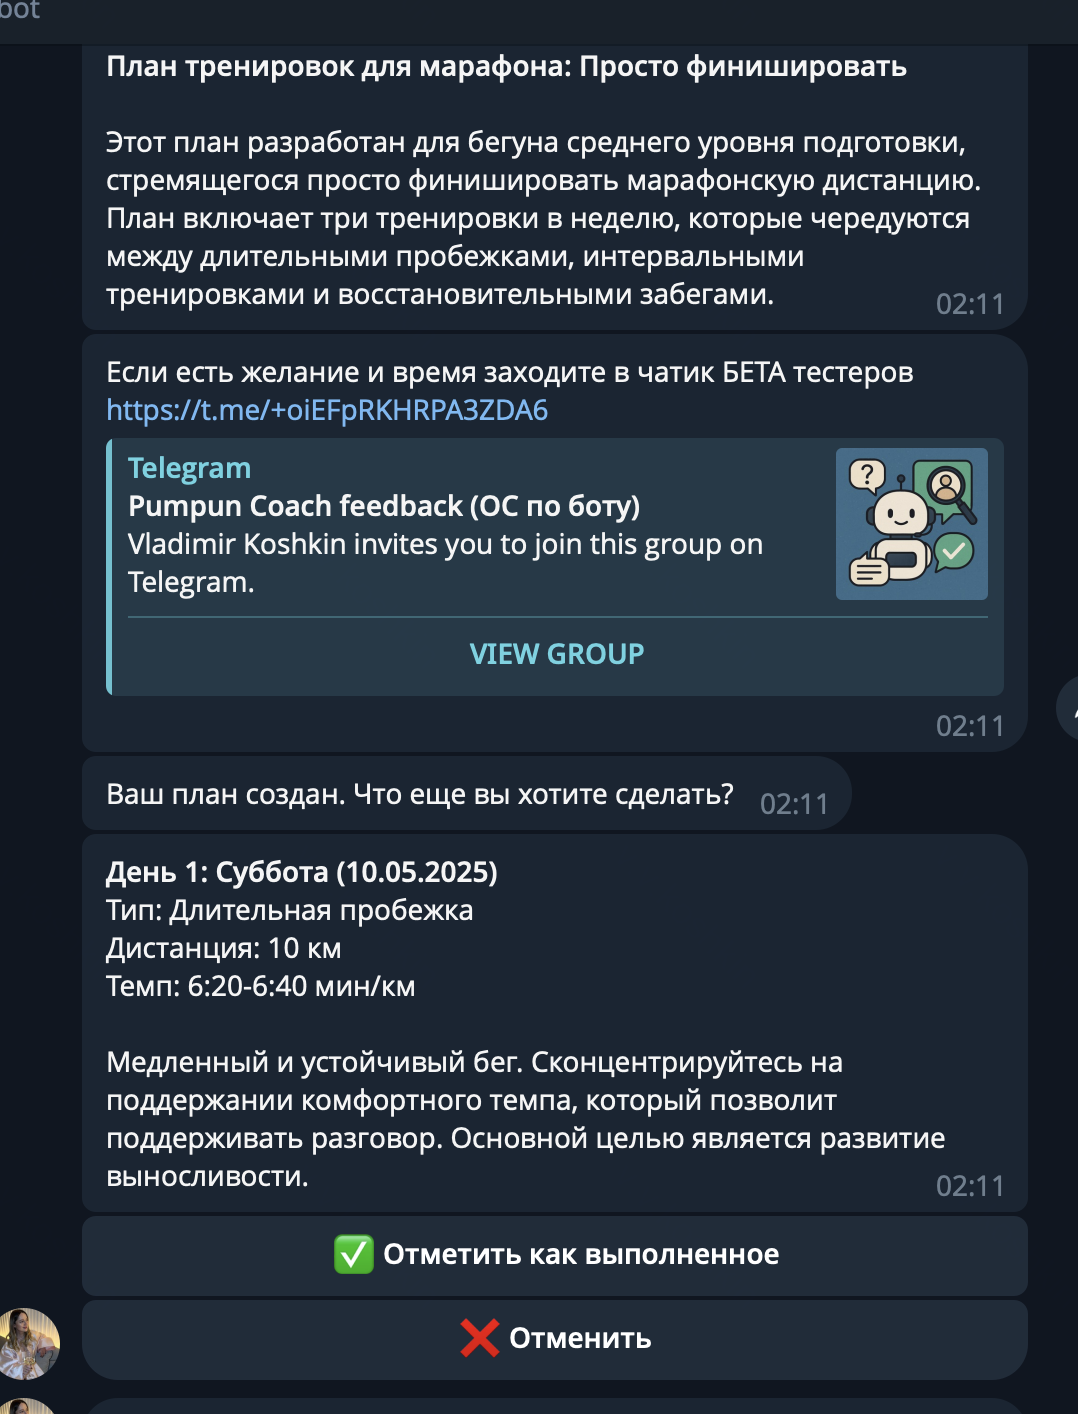 bot
План тренировок для марафона: Просто финишировать
Этот план разработан для бегуна среднего уровня подготовки,
стремящегося просто финишировать марафонскую дистанцию.
План включает три тренировки в неделю, которые чередуются
между длительными пробежками, интервальными
тренировками и восстановительными забегами.
02:11
Если есть желание и время заходите в чатик БЕТА тестеров
https://t.me/+oiEFpRKHRPA3ZDA6
Telegram
Pumpun Coach feedback (ОС по боту)
Vladimir Koshkin invites you to join this group on
Telegram.
?
VIEW GROUP
02:11
Ваш план создан. Что еще вы хотите сделать?
02:11
День 1: Суббота (10.05.2025)
Тип: Длительная пробежка
Дистанция: 10 км
Темп: 6:20-6:40 мин/км
Медленный и устойчивый бег. Сконцентрируйтесь на
поддержании комфортного темпа, который позволит
поддерживать разговор. Основной целью является развитие
выносливости.
02:11
✅ Отметить как выполненное
❌ Отменить